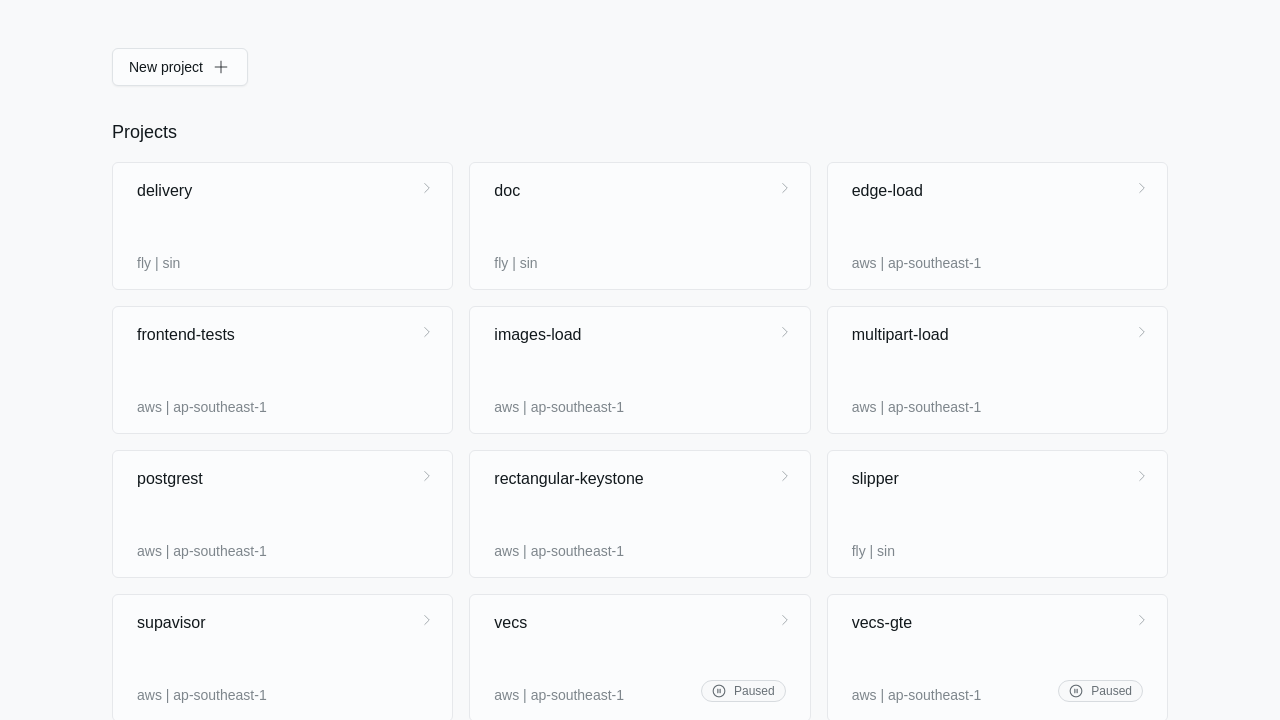 New project
Projects
delivery
fly | sin
doc
fly | sin
edge-load
aws | ap-southeast-1
frontend-tests
aws | ap-southeast-1
images-load
aws | ap-southeast-1
multipart-load
aws | ap-southeast-1
postgrest
aws | ap-southeast-1
rectangular-keystone
aws | ap-southeast-1
slipper
fly | sin
supavisor
aws | ap-southeast-1
vecs
aws | ap-southeast-1
Paused
vecs-gte
aws | ap-southeast-1
Paused